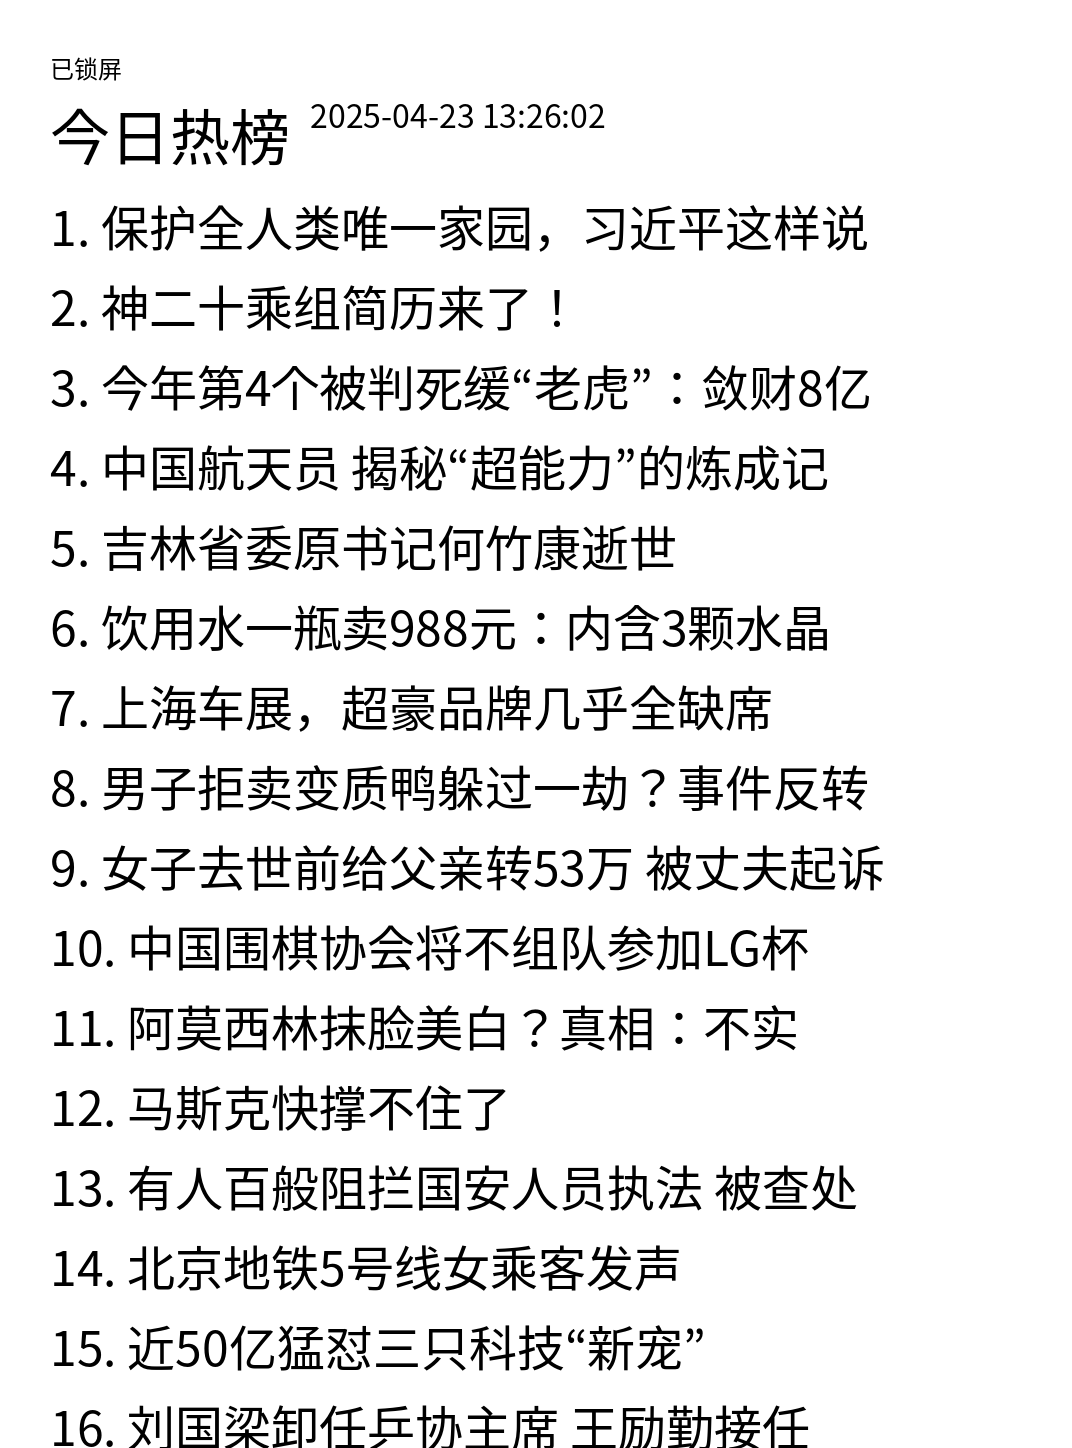 已锁屏
今日热榜 2025-04-23 13:26:02
1. 保护全人类唯一家园，习近平这样说
2. 神二十乘组简历来了！
3. 今年第4个被判死缓“老虎”：敛财8亿
4. 中国航天员 揭秘“超能力”的炼成记
5. 吉林省委原书记何竹康逝世
6. 饮用水一瓶卖988元：内含3颗水晶
7. 上海车展，超豪品牌几乎全缺席
8. 男子拒卖变质鸭躲过一劫？事件反转
9. 女子去世前给父亲转53万 被丈夫起诉
10. 中国围棋协会将不组队参加LG杯
11. 阿莫西林抹脸美白？真相：不实
12. 马斯克快撑不住了
13. 有人百般阻拦国安人员执法 被查处
14. 北京地铁5号线女乘客发声
15. 近50亿猛怼三只科技“新宠”
16. 刘国梁卸任乒协主席 王励勤接任